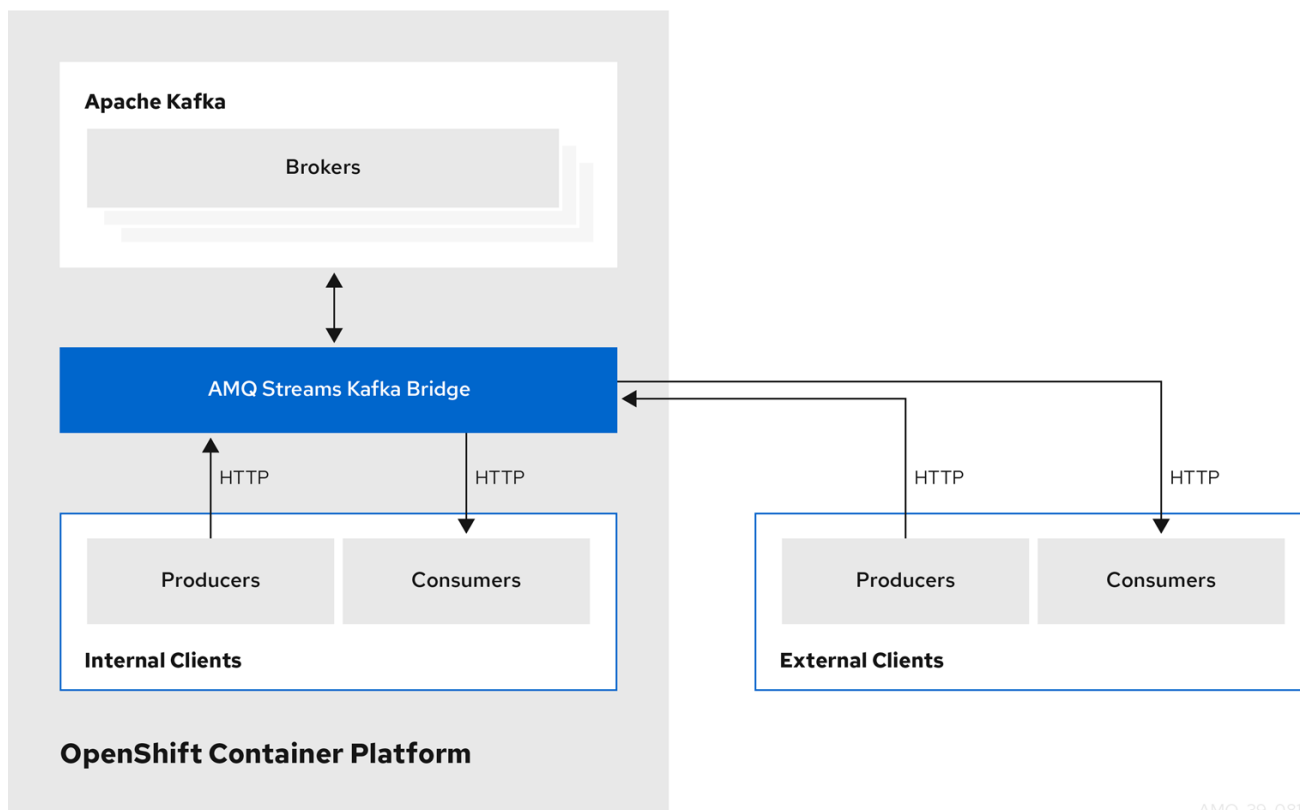 Apache Kafka
Brokers
AMQ Streams Kafka Bridge
HTTP
HTTP
HTTP
HTTP
Producers
Consumers
Producers
Consumers
Internal Clients
External Clients
OpenShift Container Platform